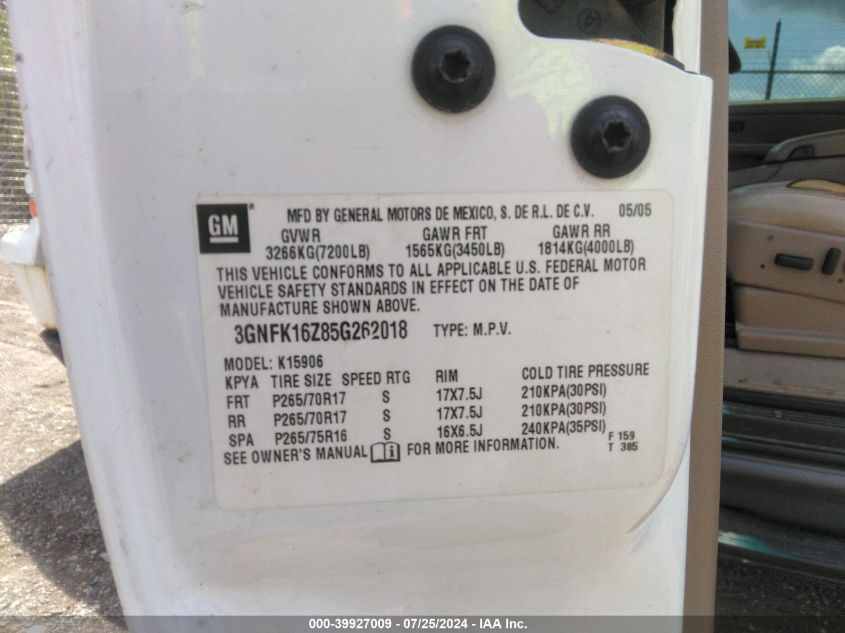 GM
MFD BY GENERAL MOTORS DE MEXICO, S. DE R.L. DE C.V. 05/05
GVWR GAWR FRT GAWR RR
3266KG(7200LB) 1565KG(3450LB) 1814KG(4000LB)
THIS VEHICLE CONFORMS TO ALL APPLICABLE U.S. FEDERAL MOTOR
VEHICLE SAFETY STANDARDS IN EFFECT ON THE DATE OF
MANUFACTURE SHOWN ABOVE.
3GNFK16Z85G262018 TYPE: M.P.V.
MODEL: K15906
KPYA TIRE SIZE SPEED RTG RIM COLD TIRE PRESSURE
FRT P265/70R17 S 17X7.5J 210KPA(30PSI)
RR P265/70R17 S 17X7.5J 210KPA(30PSI)
SPA P265/75R16 S 16X6.5J 240KPA(35PSI)
SEE OWNER'S MANUAL FOR MORE INFORMATION.
F 159
T 385
000-39927009 - 07/25/2024 - IAA Inc.